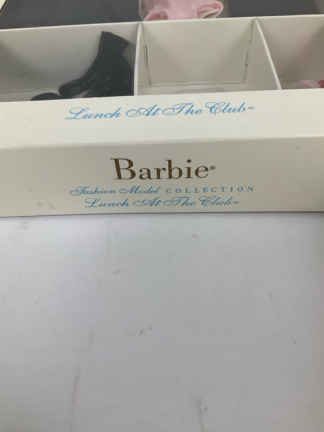 Lunch At The Club™
Barbie®
Fashion Model COLLECTION
Lunch At The Club™